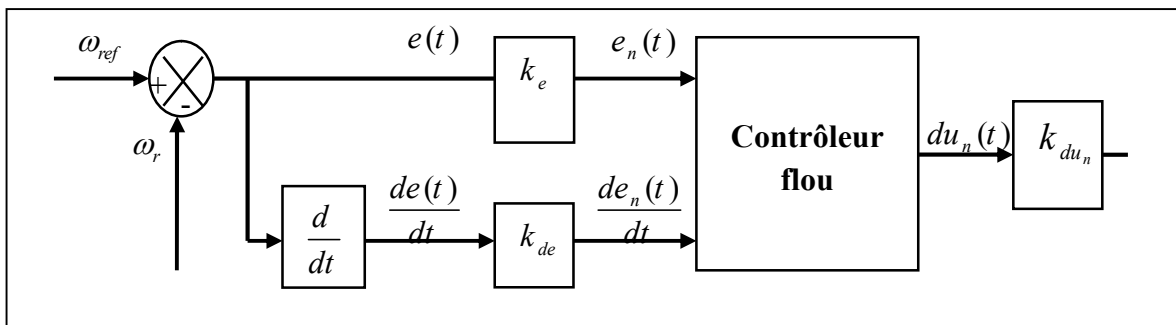 ω_ref
e(t)
e_n(t)
+
-
k_e
ω_r
Contrôleur
flou
du_n(t)
k_du_n
d/dt
de(t)/dt
k_de
de_n(t)/dt